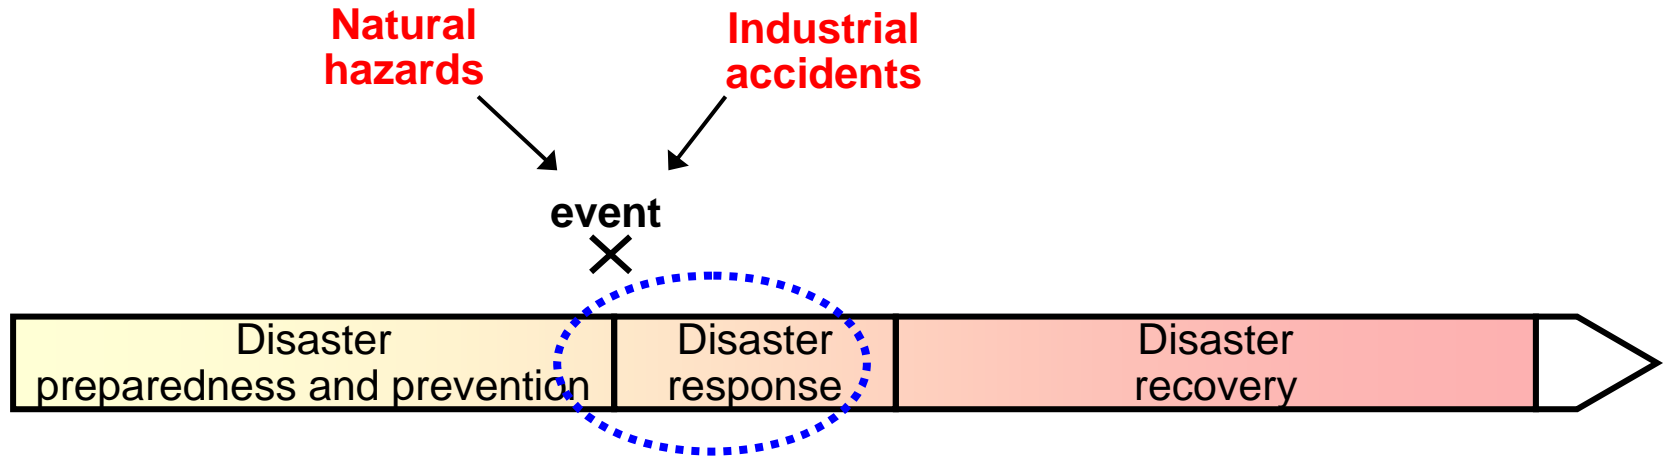 Natural
hazards
Industrial
accidents
event
Disaster
preparedness and prevention
Disaster
response
Disaster
recovery